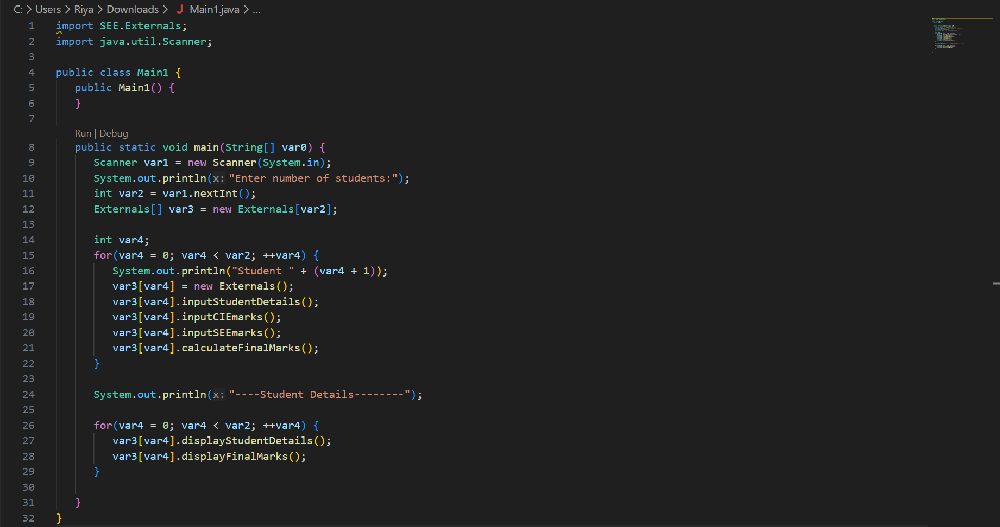 C: > Users > Riya > Downloads > J Main1.java > ...
1 import SEE.Externals;
2 import java.util.Scanner;
3
4 public class Main1 {
5 public Main1() {
6 }
7
Run | Debug
8 public static void main(String[] var0) {
9 Scanner var1 = new Scanner(System.in);
10 System.out.println(x: "Enter number of students:");
11 int var2 = var1.nextInt();
12 Externals[] var3 = new Externals[var2];
13
14 int var4;
15 for(var4 = 0; var4 < var2; ++var4) {
16 System.out.println("Student " + (var4 + 1));
17 var3[var4] = new Externals();
18 var3[var4].inputStudentDetails();
19 var3[var4].inputCIEmarks();
20 var3[var4].inputSEEmarks();
21 var3[var4].calculateFinalMarks();
22 }
23
24 System.out.println(x: "----Student Details--------");
25
26 for(var4 = 0; var4 < var2; ++var4) {
27 var3[var4].displayStudentDetails();
28 var3[var4].displayFinalMarks();
29 }
30
31 }
32 }